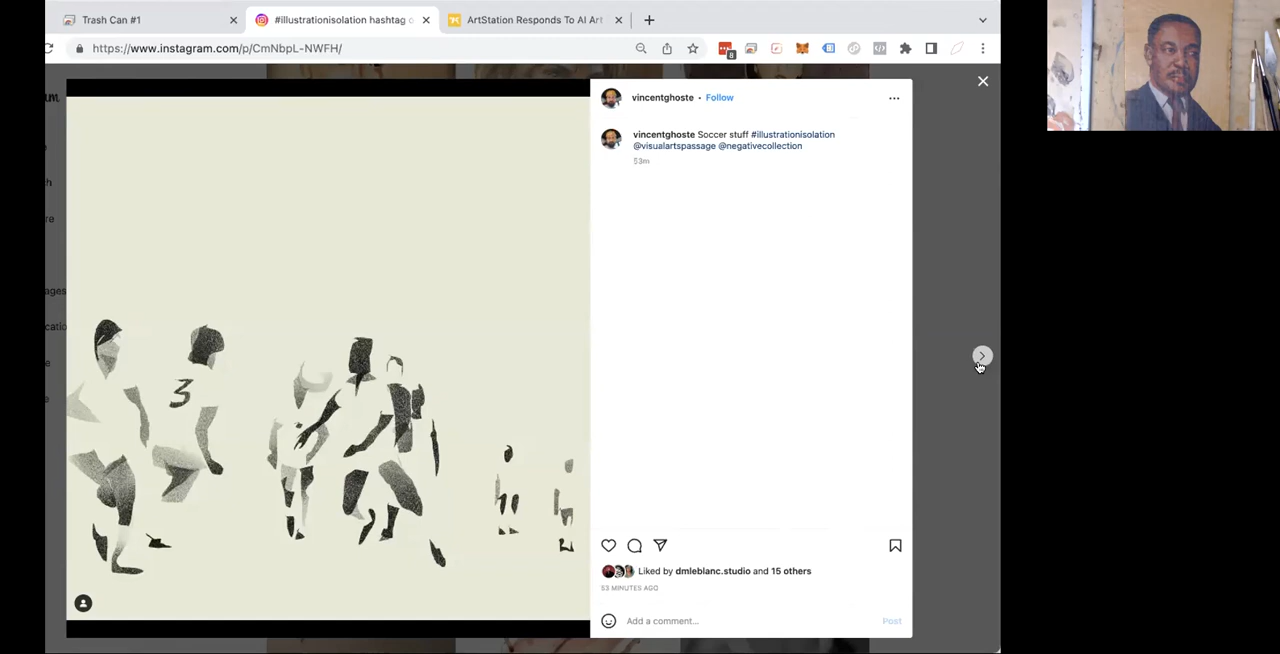 Trash Can #1
#illustrationisolation hashtag
ArtStation Responds To AI Art
https://www.instagram.com/p/CmNbpL-NWFH/
8
vincentghoste • Follow
vincentghoste Soccer stuff #illustrationisolation
@visualartspassage @negativecollection
53m
3
Liked by dmleblanc.studio and 15 others
53 MINUTES AGO
Add a comment...
Post